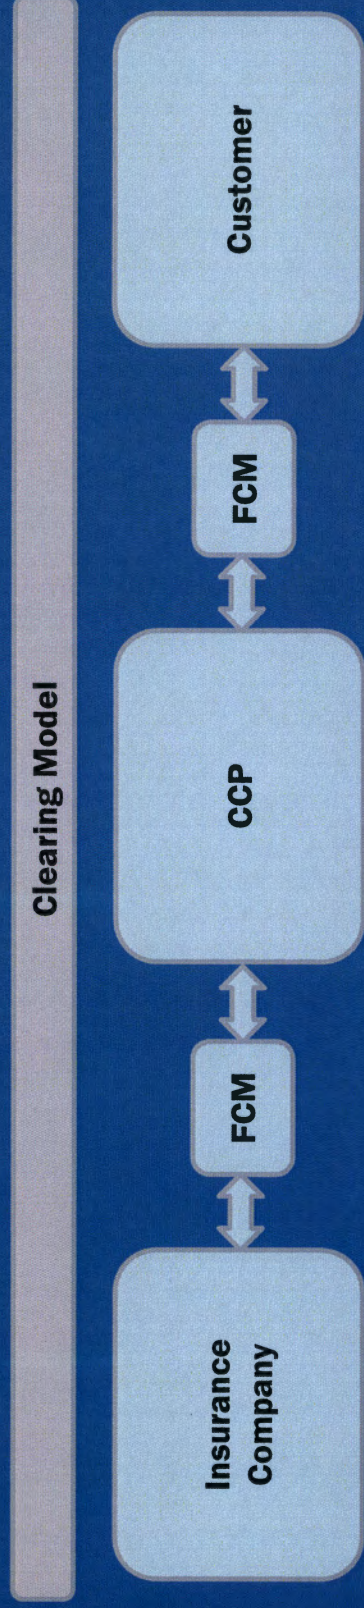 Clearing Model
Insurance
Company
FCM
CCP
FCM
Customer